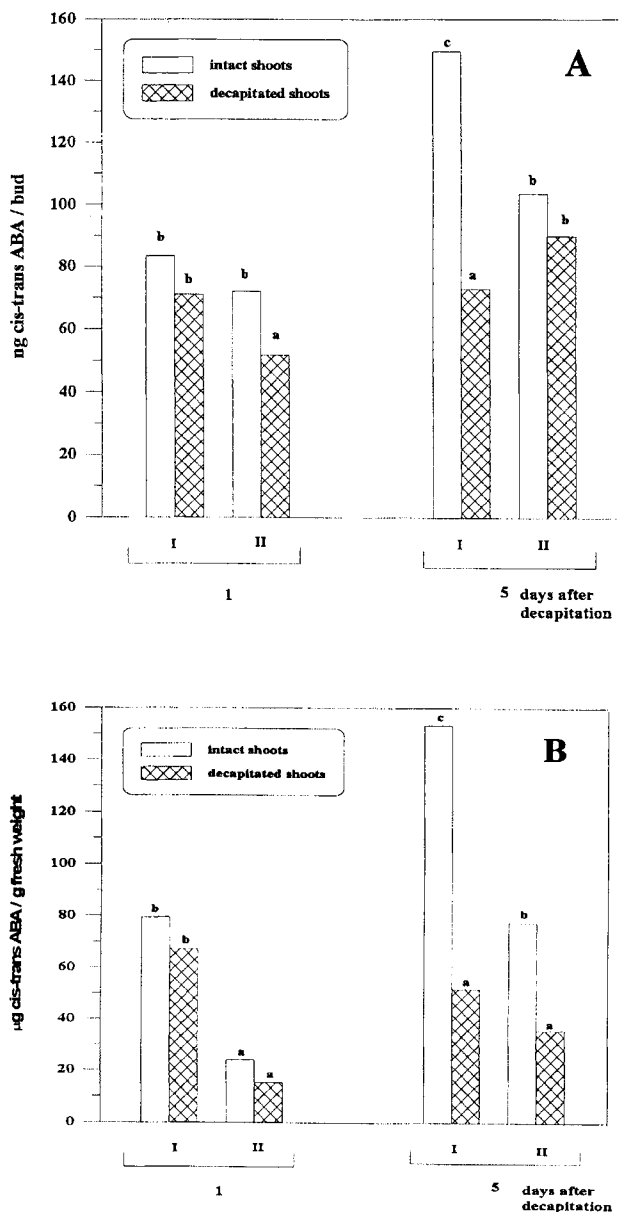 160
140
120
100
80
60
40
20
0
ng cis-trans ABA / bud
intact shoots
decapitated shoots
A
b
b
b
a
c
a
b
b
I
II
I
II
1
5 days after
decapitation
160
140
120
100
80
60
40
20
0
µg cis-trans ABA / g fresh weight
intact shoots
decapitated shoots
B
b
b
a
a
c
a
b
a
I
II
I
II
1
5 days after
decapitation